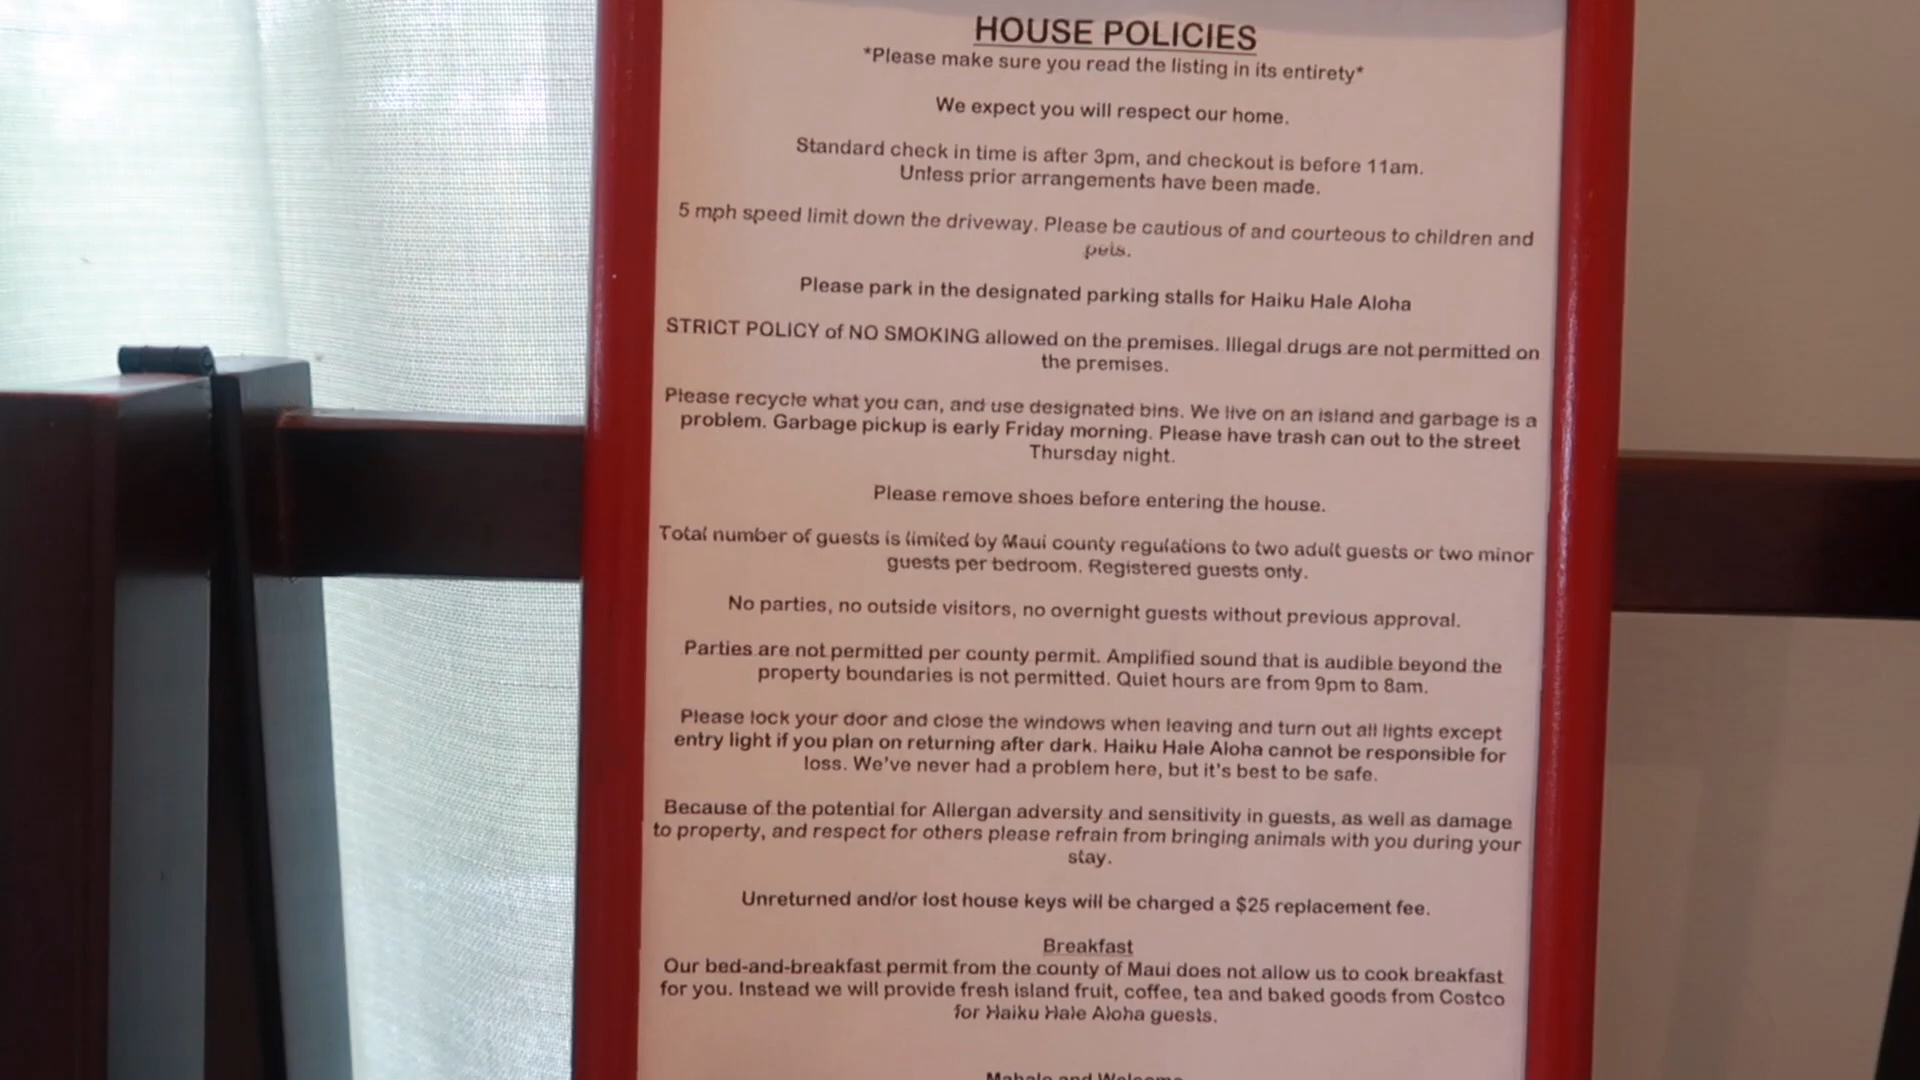 HOUSE POLICIES
*Please make sure you read the listing in its entirety*
We expect you will respect our home.
Standard check in time is after 3pm, and checkout is before 11am.
Unless prior arrangements have been made.
5 mph speed limit down the driveway. Please be cautious of and courteous to children and
pets.
Please park in the designated parking stalls for Haiku Hale Aloha
STRICT POLICY of NO SMOKING allowed on the premises. Illegal drugs are not permitted on
the premises.
Please recycle what you can, and use designated bins. We live on an island and garbage is a
problem. Garbage pickup is early Friday morning. Please have trash can out to the street
Thursday night.
Please remove shoes before entering the house.
Total number of guests is limited by Maui county regulations to two adult guests or two minor
guests per bedroom. Registered guests only.
No parties, no outside visitors, no overnight guests without previous approval.
Parties are not permitted per county permit. Amplified sound that is audible beyond the
property boundaries is not permitted. Quiet hours are from 9pm to 8am.
Please lock your door and close the windows when leaving and turn out all lights except
entry light if you plan on returning after dark. Haiku Hale Aloha cannot be responsible for
loss. We've never had a problem here, but it's best to be safe.
Because of the potential for Allergan adversity and sensitivity in guests, as well as damage
to property, and respect for others please refrain from bringing animals with you during your
stay.
Unreturned and/or lost house keys will be charged a $25 replacement fee.
Breakfast
Our bed-and-breakfast permit from the county of Maui does not allow us to cook breakfast
for you. Instead we will provide fresh island fruit, coffee, tea and baked goods from Costco
for Haiku Hale Aloha guests.
Mahalo and Welcome